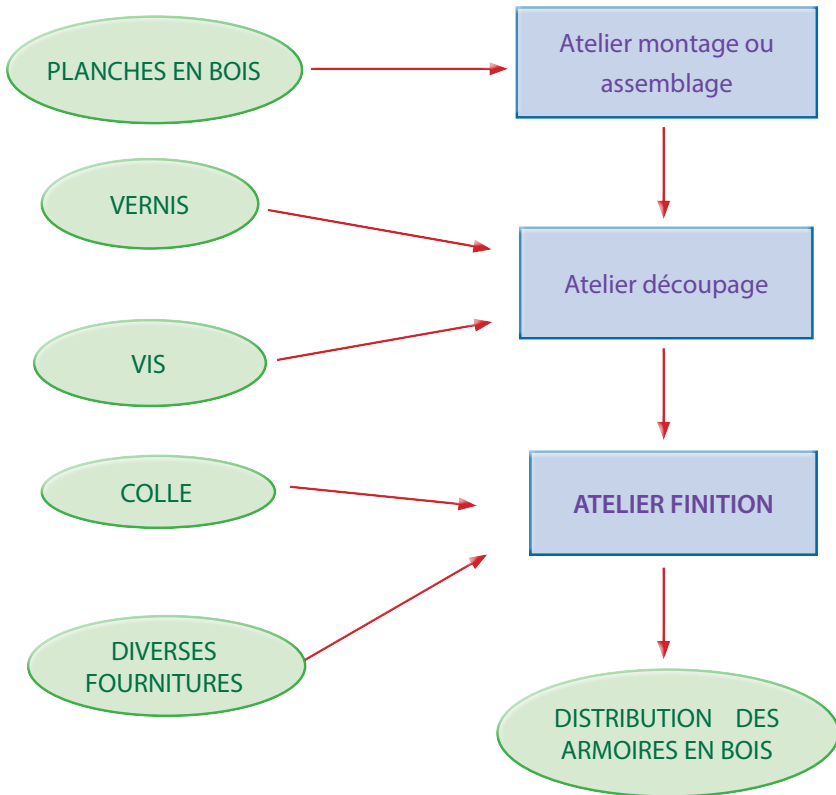 PLANCHES EN BOIS
Atelier montage ou
assemblage
VERNIS
Atelier découpage
VIS
COLLE
ATELIER FINITION
DIVERSES
FOURNITURES
DISTRIBUTION DES
ARMOIRES EN BOIS